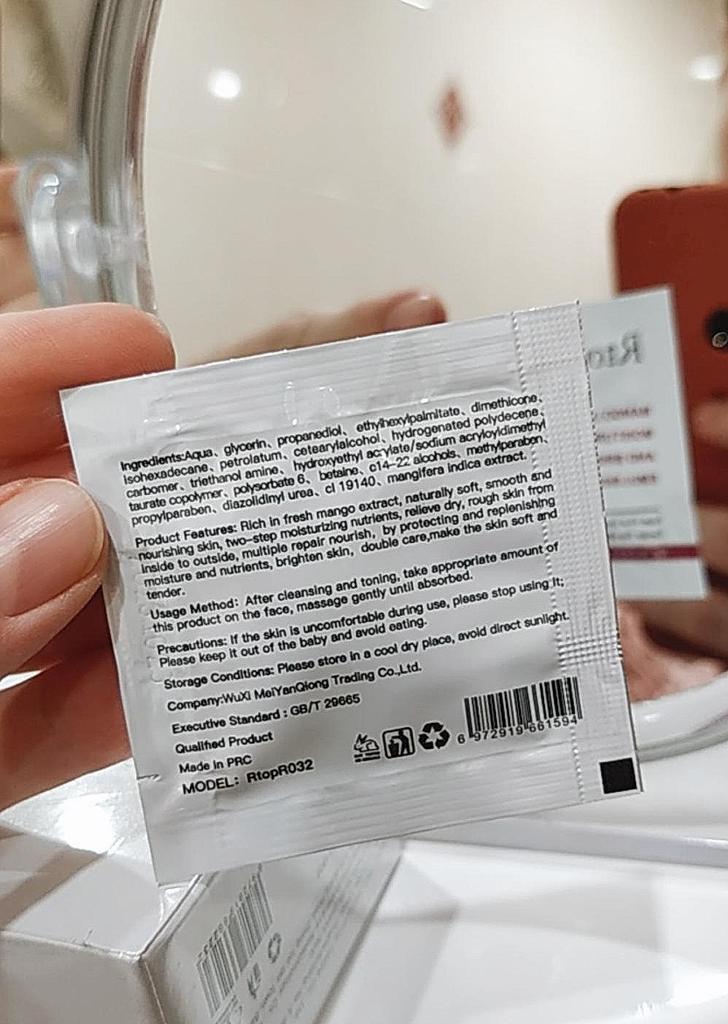 Ingredients:Aqua、glycerin、propanediol、ethylhexylpalmitate、dimethicone、
isohexadecane、petrolatum、cetearylalcohol、hydrogenated polydecene、
carbomer、triethanol amine、hydroxyethyl acrylate/sodium acryloyldimethyl
taurate copolymer、polysorbate 6、betaine、c14-22 alcohols、methylparaben、
propylparaben、diazolidinyl urea、cl 19140、mangifera indica extract.
Product Features: Rich in fresh mango extract, naturally soft, smooth and
nourishing skin, two-step moisturizing nutrients, relieve dry, rough skin from
inside to outside, multiple repair nourish, by protecting and replenishing
moisture and nutrients, brighten skin, double care,make the skin soft and
tender.
Usage Method: After cleansing and toning, take appropriate amount of
this product on the face, massage gently until absorbed.
Precautions: If the skin is uncomfortable during use, please stop using it;
Please keep it out of the baby and avoid eating.
Storage Conditions: Please store in a cool dry place, avoid direct sunlight.
Company:WuXi MeiYanQiong Trading Co.,Ltd.
Executive Standard : GB/T 29665
Qualified Product
Made in PRC
MODEL: RtopR032
6 972919 661594
Rto